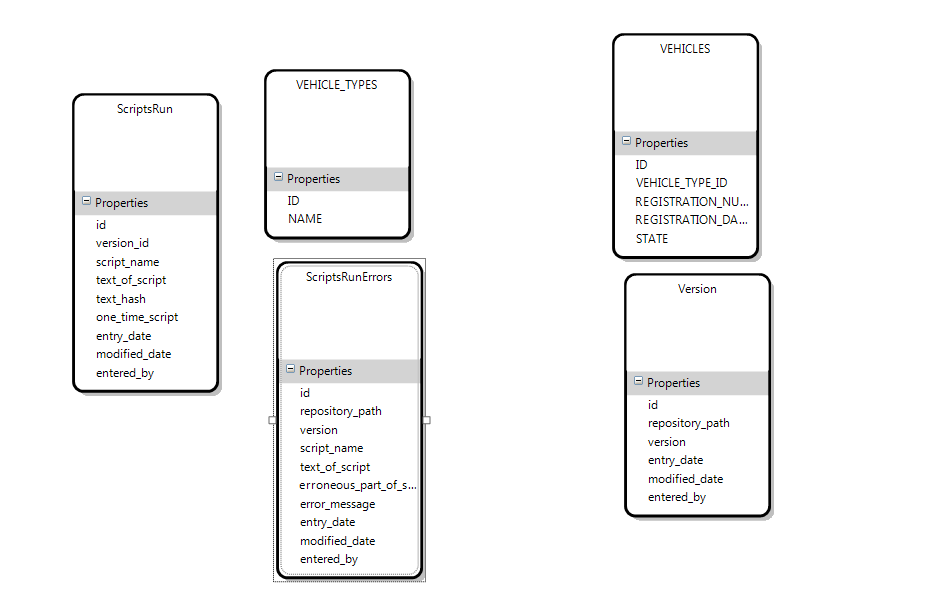 ScriptsRun
Properties
id
version_id
script_name
text_of_script
text_hash
one_time_script
entry_date
modified_date
entered_by
VEHICLE_TYPES
Properties
ID
NAME
ScriptsRunErrors
Properties
id
repository_path
version
script_name
text_of_script
erroneous_part_of_s...
error_message
entry_date
modified_date
entered_by
VEHICLES
Properties
ID
VEHICLE_TYPE_ID
REGISTRATION_NU...
REGISTRATION_DA...
STATE
Version
Properties
id
repository_path
version
entry_date
modified_date
entered_by